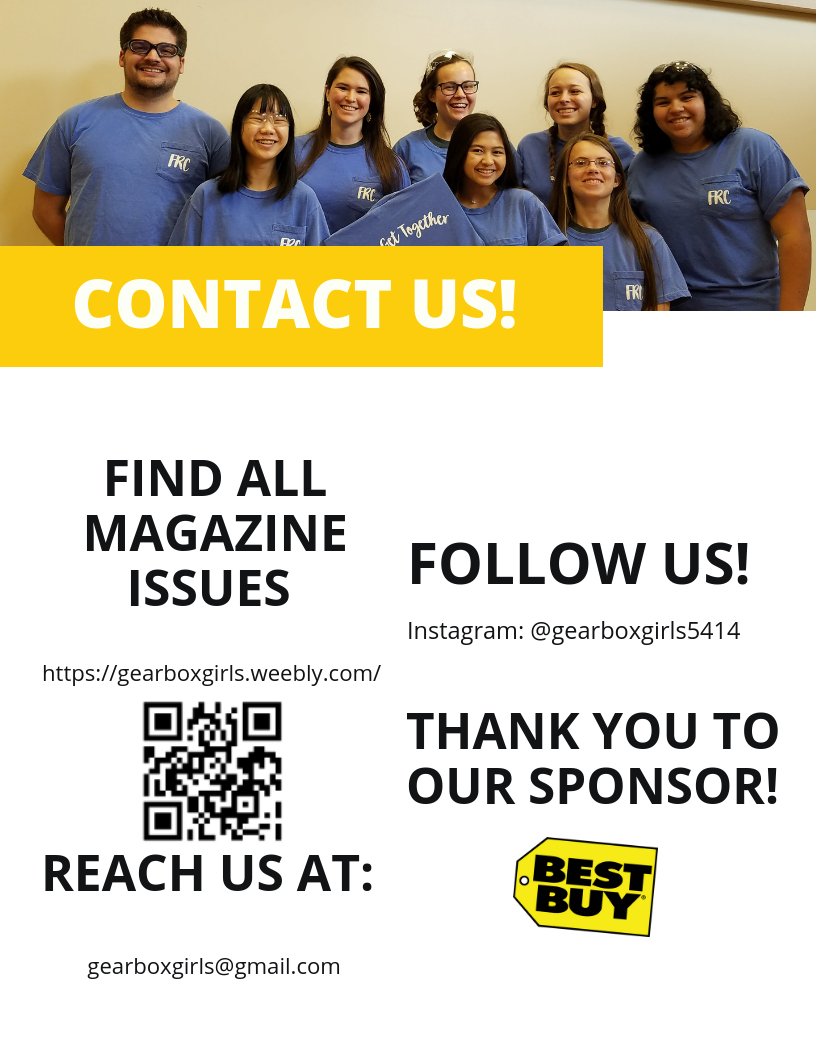 FRC
FRC
FRC
FRC
FRC
Get Together
CONTACT US!
FIND ALL
MAGAZINE
ISSUES
https://gearboxgirls.weebly.com/
REACH US AT:
gearboxgirls@gmail.com
FOLLOW US!
Instagram: @gearboxgirls5414
THANK YOU TO
OUR SPONSOR!
BEST
BUY